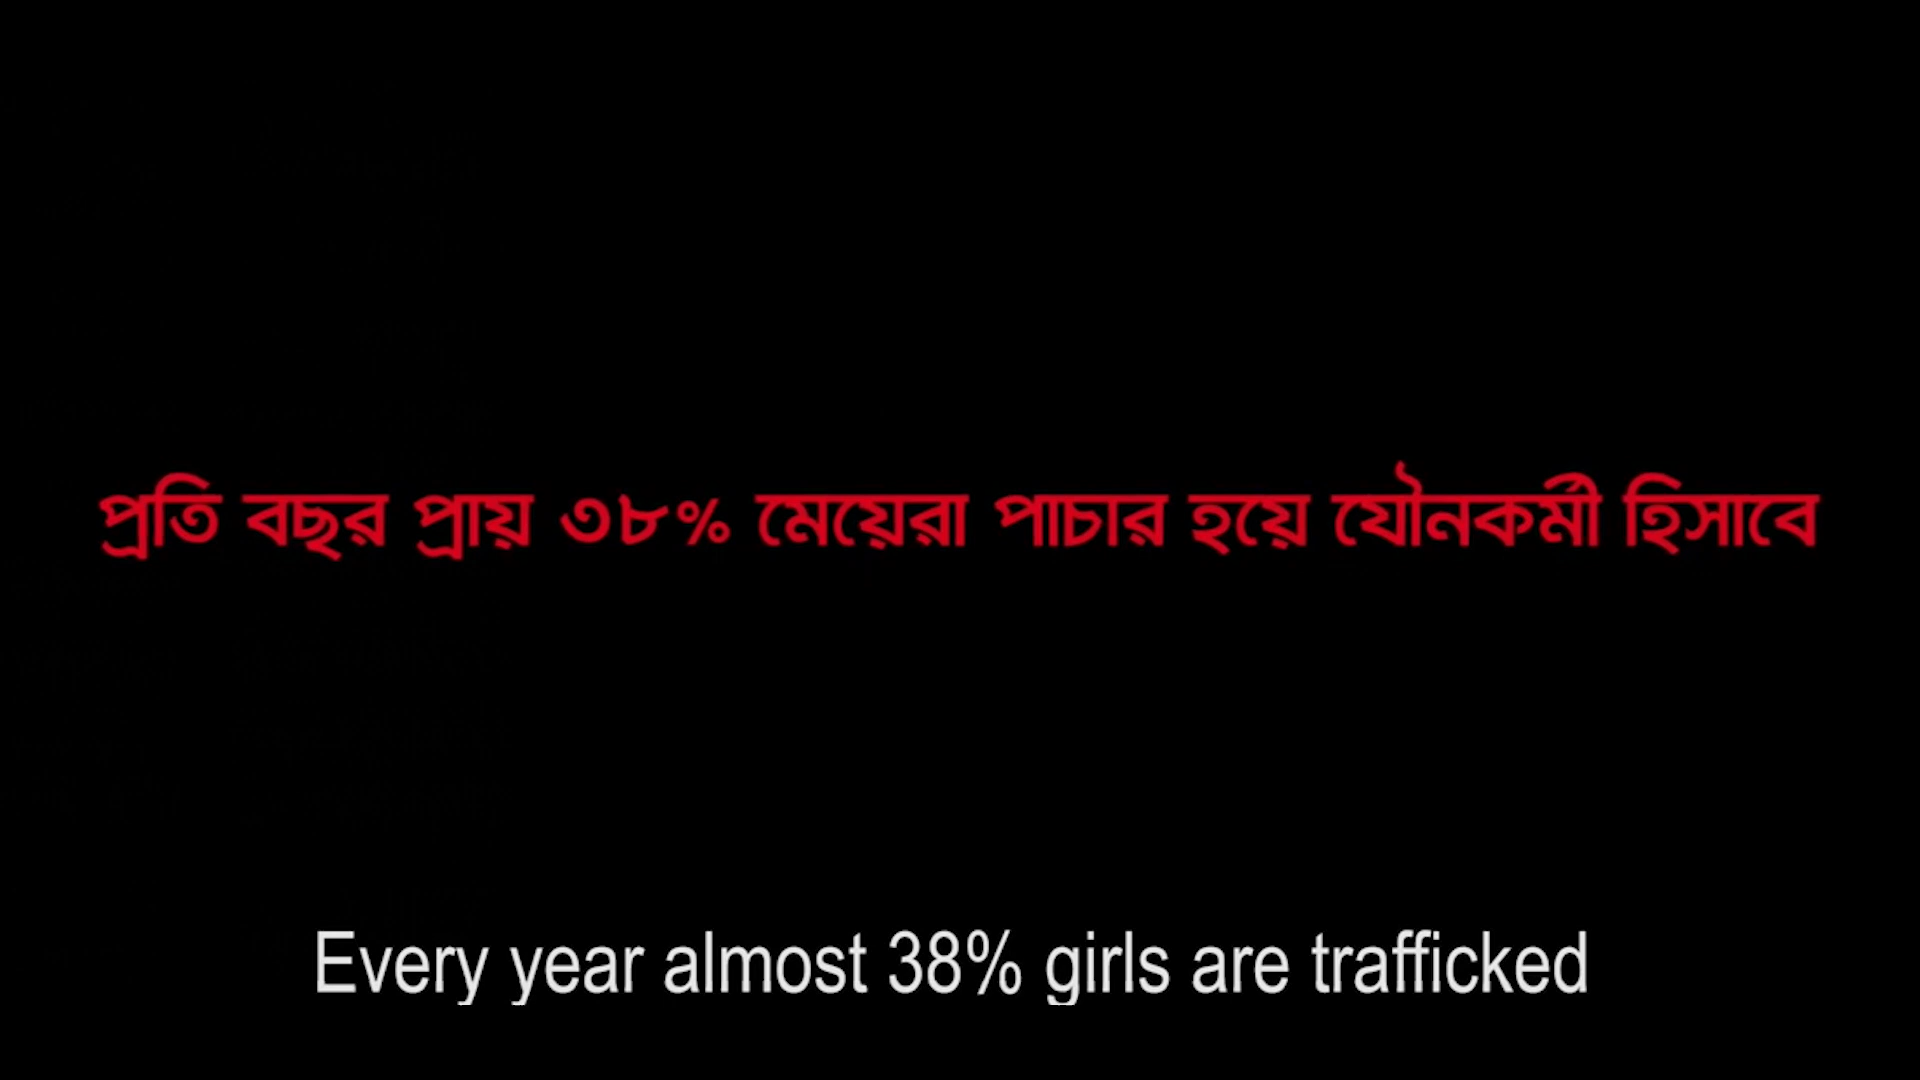 প্রতি বছর প্রায় ৩৮% মেয়েরা পাচার হয়ে যৌনকর্মী হিসাবে
Every year almost 38% girls are trafficked